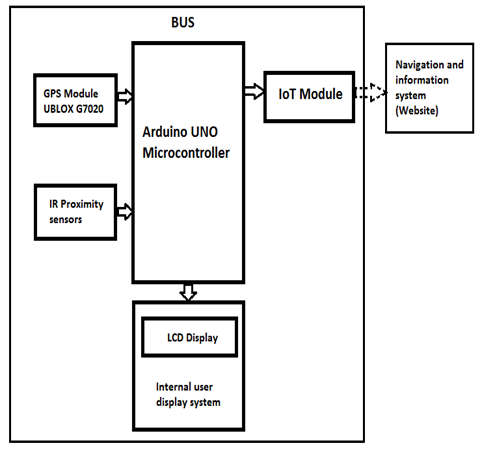 BUS
GPS Module
UBLOX G7020
IR Proximity
sensors
Arduino UNO
Microcontroller
IoT Module
Navigation and
information
system
(Website)
LCD Display
Internal user
display system